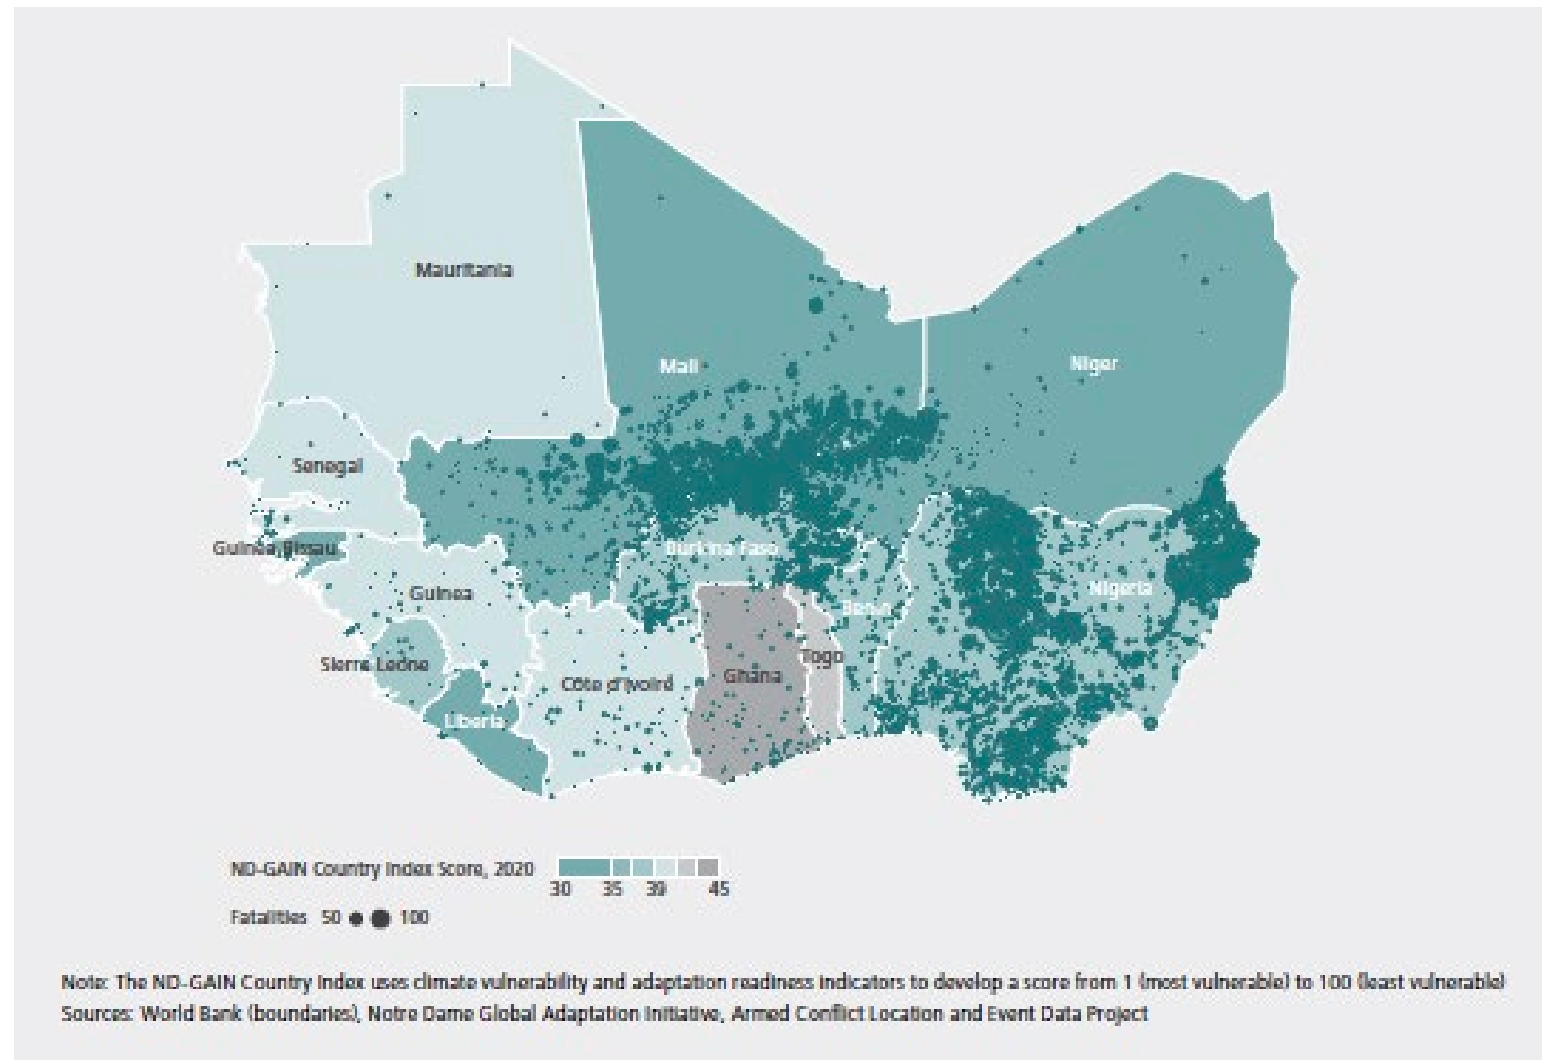 Mauritania
Mali
Niger
Senegal
Guinea Bissau
Burkina Faso
Guinea
Nigeria
Benin
Sierre Leone
Togo
Ghana
Côte d'Ivoire
Liberia
ND-GAIN Country Index Score, 2020
30 35 39 45
Fatalities 50 100
Note: The ND-GAIN Country Index uses climate vulnerability and adaptation readiness indicators to develop a score from 1 (most vulnerable) to 100 (least vulnerable)
Sources: World Bank (boundaries), Notre Dame Global Adaptation Initiative, Armed Conflict Location and Event Data Project